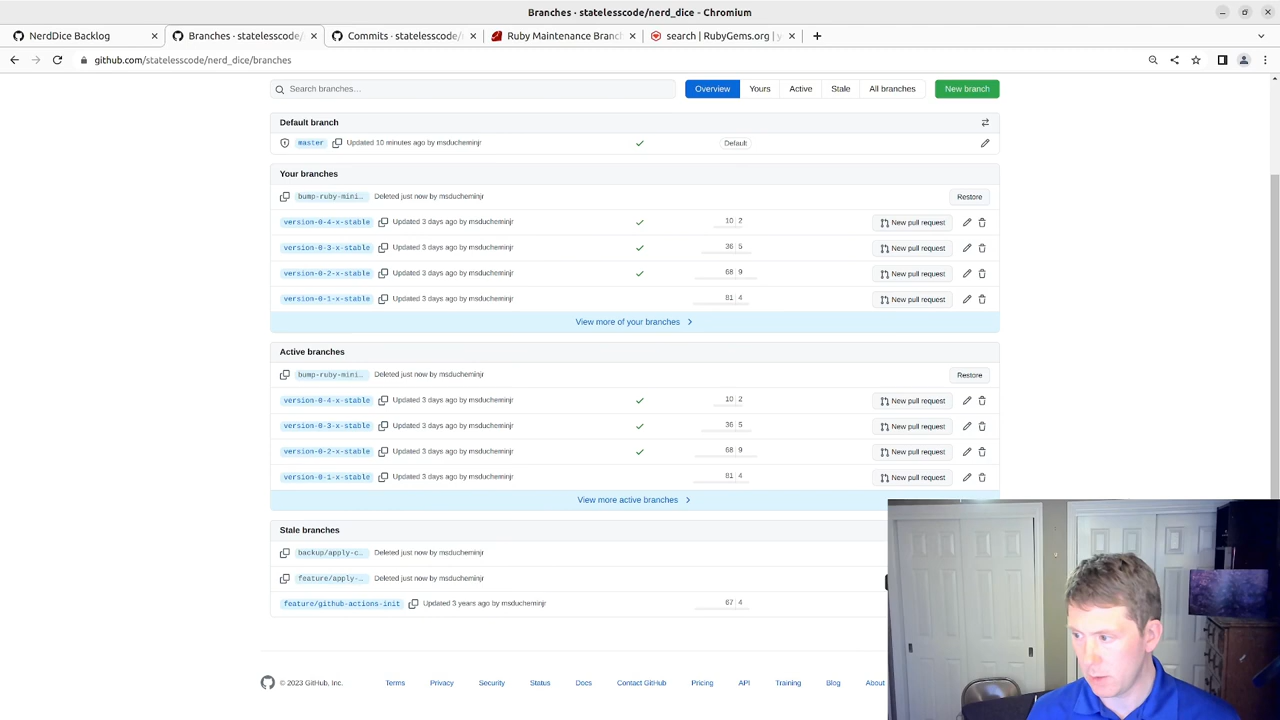 Branches · statelesscode/nerd_dice - Chromium
NerdDice Backlog
Branches · statelesscode/
Commits · statelesscode/
Ruby Maintenance Branch
search | RubyGems.org | y
github.com/statelesscode/nerd_dice/branches
Search branches…
Overview
Yours
Active
Stale
All branches
New branch
Default branch
master Updated 10 minutes ago by msducheminjr Default
Your branches
bump-ruby-mini… Deleted just now by msducheminjr Restore
version-0-4-x-stable Updated 3 days ago by msducheminjr 10 2 New pull request
version-0-3-x-stable Updated 3 days ago by msducheminjr 36 5 New pull request
version-0-2-x-stable Updated 3 days ago by msducheminjr 68 9 New pull request
version-0-1-x-stable Updated 3 days ago by msducheminjr 81 4 New pull request
View more of your branches
Active branches
bump-ruby-mini… Deleted just now by msducheminjr Restore
version-0-4-x-stable Updated 3 days ago by msducheminjr 10 2 New pull request
version-0-3-x-stable Updated 3 days ago by msducheminjr 36 5 New pull request
version-0-2-x-stable Updated 3 days ago by msducheminjr 68 9 New pull request
version-0-1-x-stable Updated 3 days ago by msducheminjr 81 4 New pull request
View more active branches
Stale branches
backup/apply-c… Deleted just now by msducheminjr
feature/apply-… Deleted just now by msducheminjr
feature/github-actions-init Updated 3 years ago by msducheminjr 67 4
© 2023 GitHub, Inc. Terms Privacy Security Status Docs Contact GitHub Pricing API Training Blog About